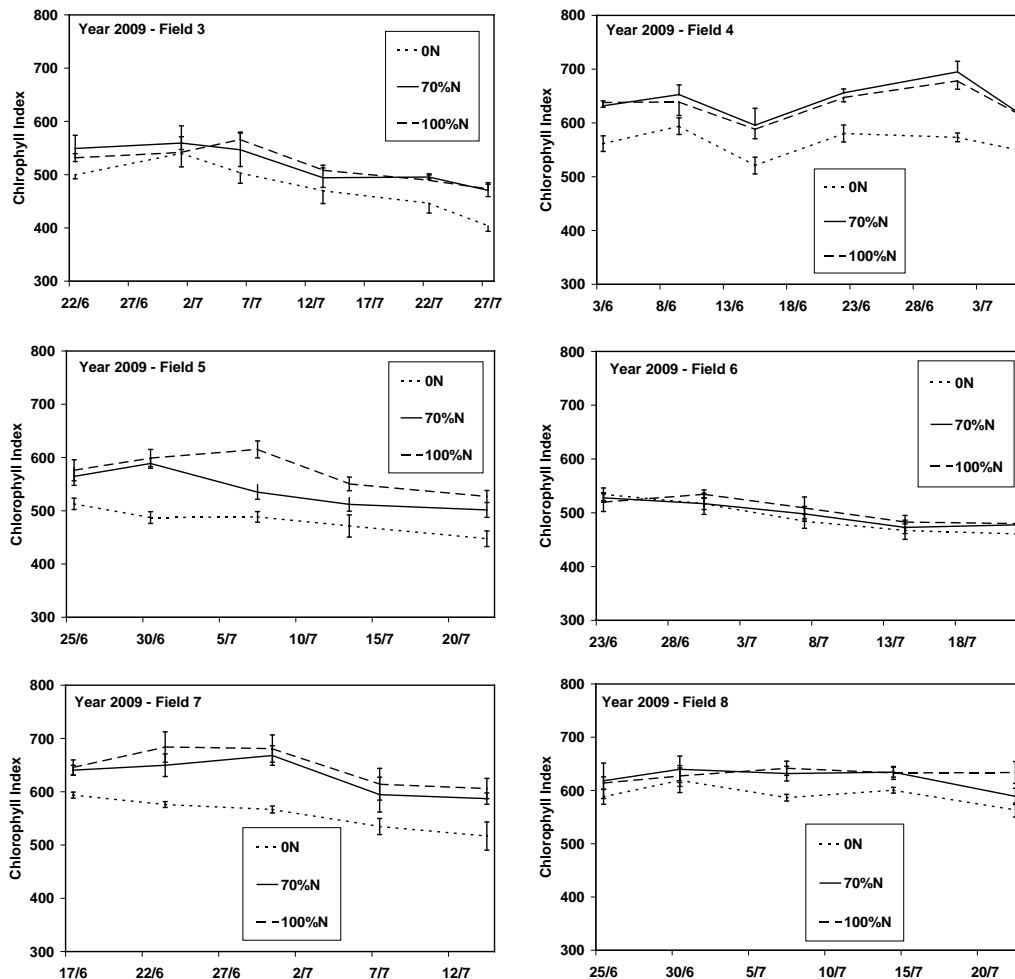 Year 2009 - Field 3
Chirophyll Index
800
700
600
500
400
300
22/6 27/6 2/7 7/7 12/7 17/7 22/7 27/7
0N
70%N
100%N
Year 2009 - Field 4
Chlorophyll Index
800
700
600
500
400
300
3/6 8/6 13/6 18/6 23/6 28/6 3/7
0N
70%N
100%N
Year 2009 - Field 5
Chlorophyll Index
800
700
600
500
400
300
25/6 30/6 5/7 10/7 15/7 20/7
0N
70%N
100%N
Year 2009 - Field 6
Chlorophyll Index
800
700
600
500
400
300
23/6 28/6 3/7 8/7 13/7 18/7
0N
70%N
100%N
Year 2009 - Field 7
Chlorophyll Index
800
700
600
500
400
300
17/6 22/6 27/6 2/7 7/7 12/7
0N
70%N
100%N
Year 2009 - Field 8
Chlorophyll Index
800
700
600
500
400
300
25/6 30/6 5/7 10/7 15/7 20/7
0N
70%N
100%N